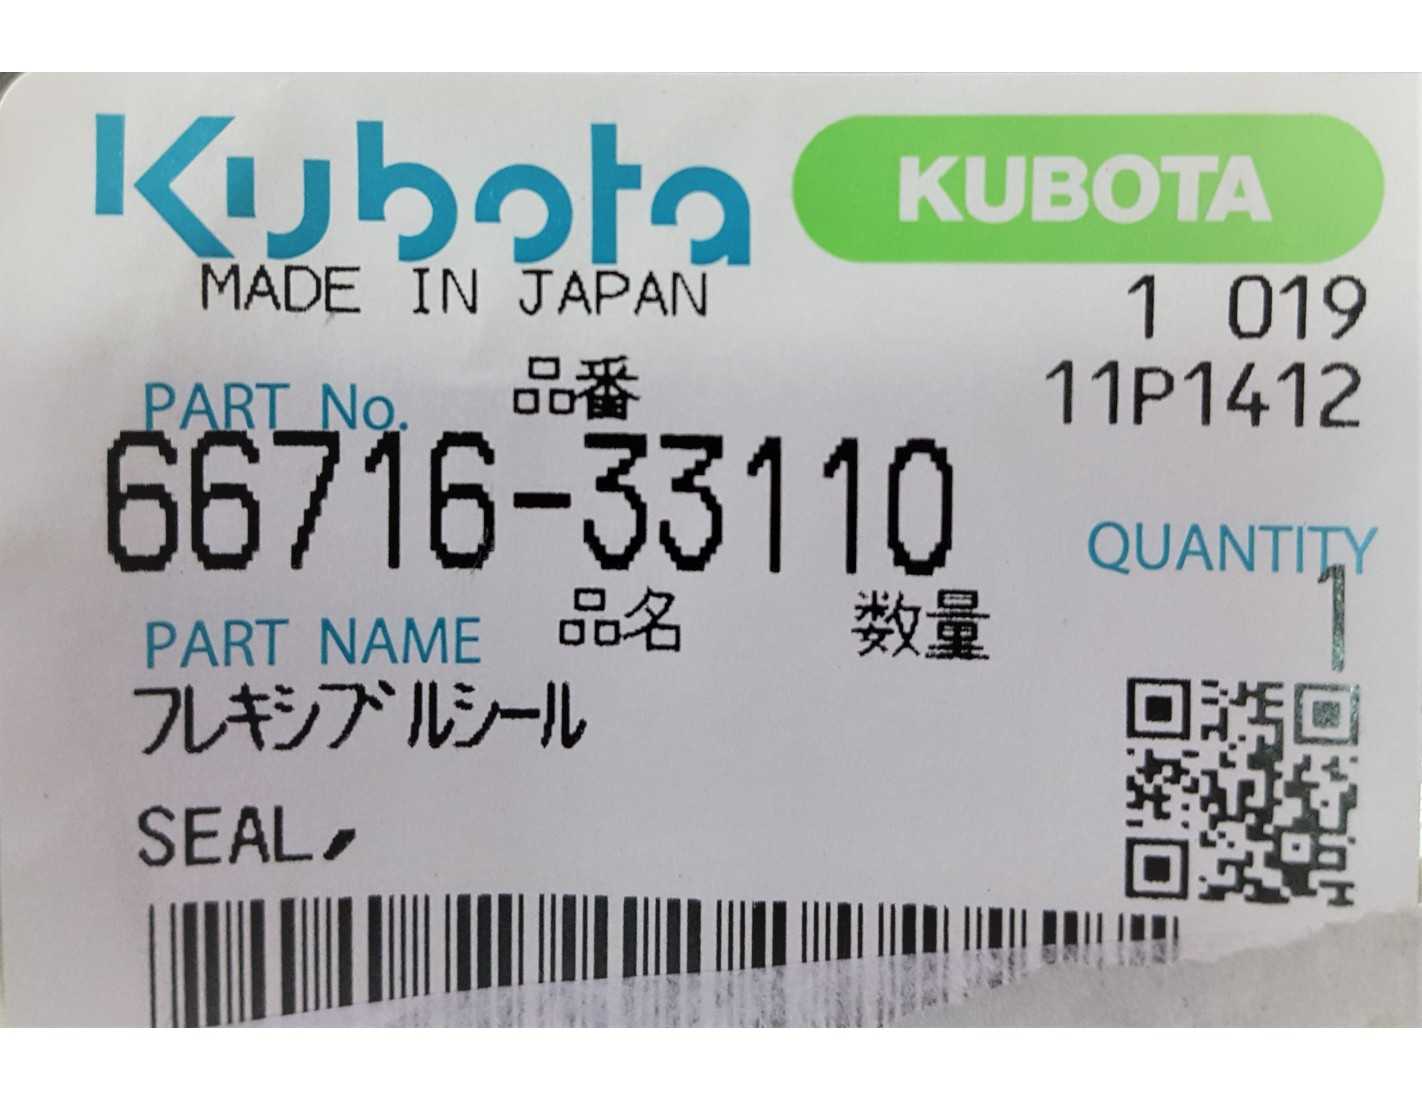 Kubota KUBOTA
MADE IN JAPAN
1 019
11P1412
PART No. 品番
66716-33110
QUANTITY
1
PART NAME 品名 数量
フレキシブルシール
SEAL,